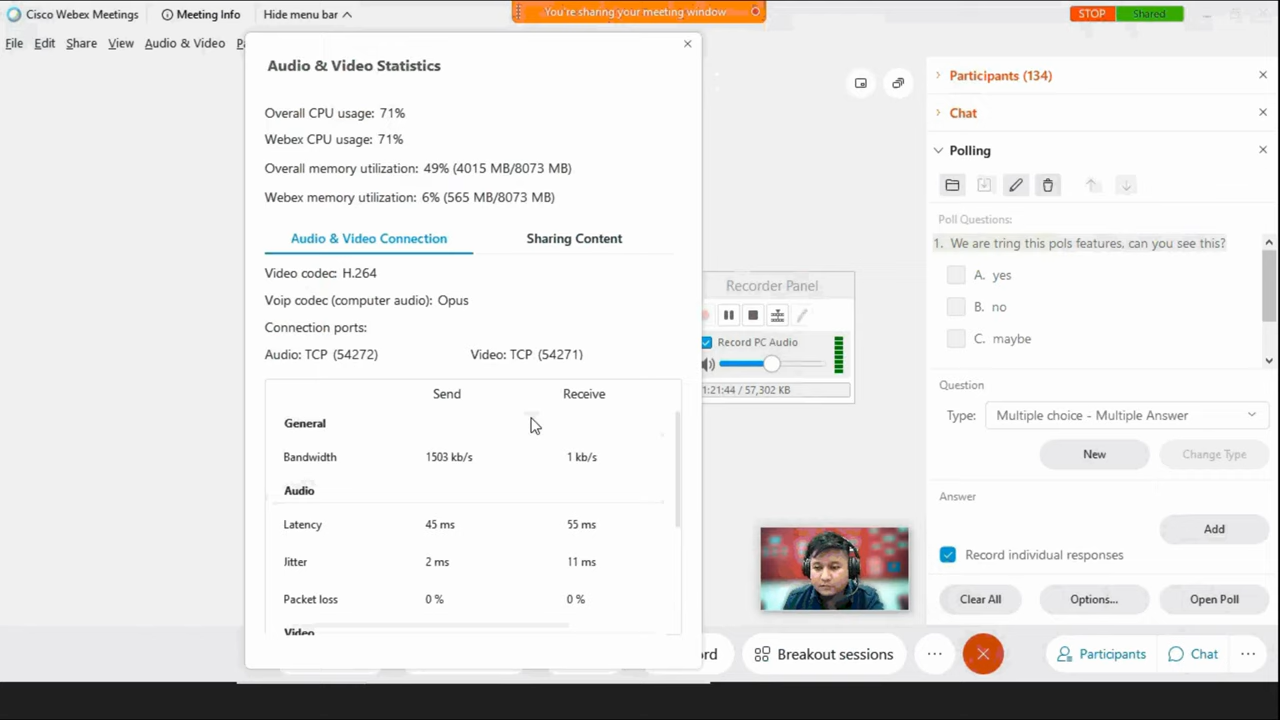 Cisco Webex Meetings
Meeting Info
Hide menu bar
You're sharing your meeting window
STOP
Shared
File Edit Share View Audio & Video
Audio & Video Statistics
Overall CPU usage: 71%
Webex CPU usage: 71%
Overall memory utilization: 49% (4015 MB/8073 MB)
Webex memory utilization: 6% (565 MB/8073 MB)
Audio & Video Connection
Sharing Content
Video codec: H.264
Voip codec (computer audio): Opus
Connection ports:
Audio: TCP (54272) Video: TCP (54271)
Send Receive
General
Bandwidth 1503 kb/s 1 kb/s
Audio
Latency 45 ms 55 ms
Jitter 2 ms 11 ms
Packet loss 0 % 0 %
Video
Recorder Panel
Record PC Audio
1:21:44 / 57,302 KB
Participants (134)
Chat
Polling
Poll Questions:
1. We are tring this pols features, can you see this?
A. yes
B. no
C. maybe
Question
Type: Multiple choice - Multiple Answer
New
Change Type
Answer
Add
Record individual responses
Clear All
Options...
Open Poll
Breakout sessions
Participants
Chat